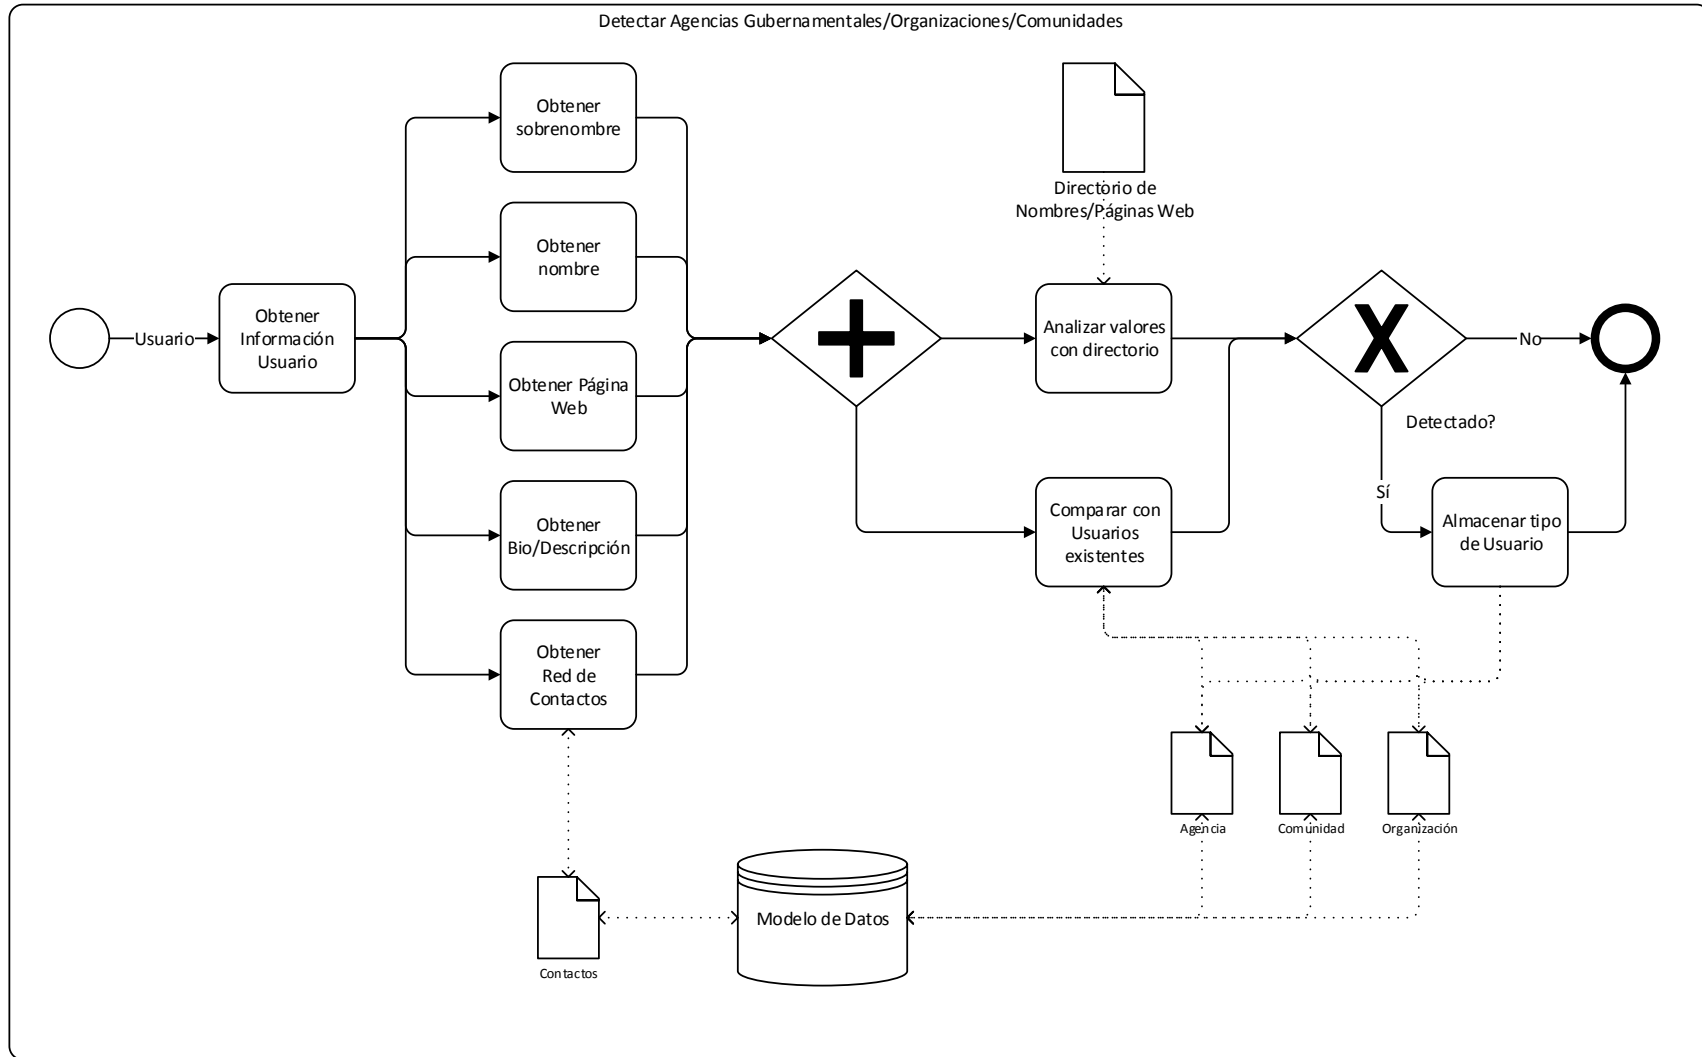 Detectar Agencias Gubernamentales/Organizaciones/Comunidades
Obtener
sobrenombre
Directorio de
Nombres/Páginas Web
Obtener
nombre
Usuario
Obtener
Información
Usuario
Analizar valores
con directorio
No
Obtener Página
Web
Detectado?
Sí
Obtener
Bio/Descripción
Comparar con
Usuarios
existentes
Almacenar tipo
de Usuario
Obtener
Red de
Contactos
Agencia
Comunidad
Organización
Modelo de Datos
Contactos